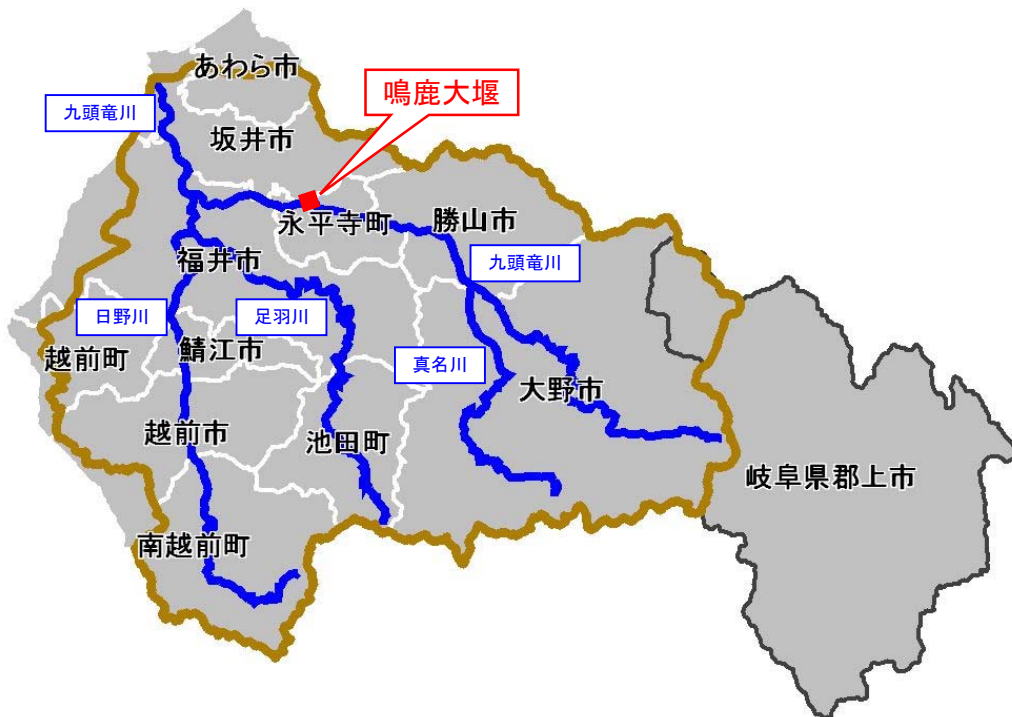 あわら市
鳴鹿大堰
九頭竜川
坂井市
永平寺町
勝山市
福井市
九頭竜川
日野川
足羽川
鯖江市
越前町
真名川
大野市
越前市
池田町
岐阜県郡上市
南越前町